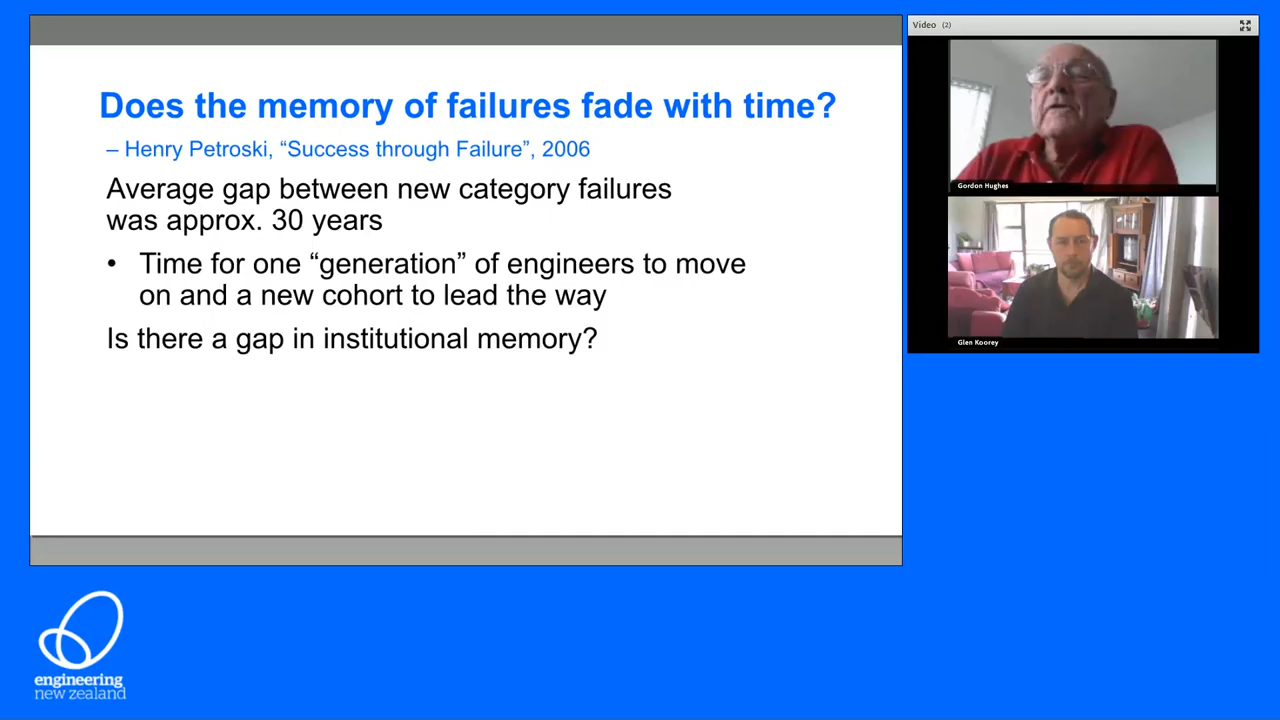 Does the memory of failures fade with time?
– Henry Petroski, “Success through Failure”, 2006
Average gap between new category failures
was approx. 30 years
• Time for one “generation” of engineers to move
on and a new cohort to lead the way
Is there a gap in institutional memory?
Video (2)
Gordon Hughes
Glen Koorey
engineering
new zealand